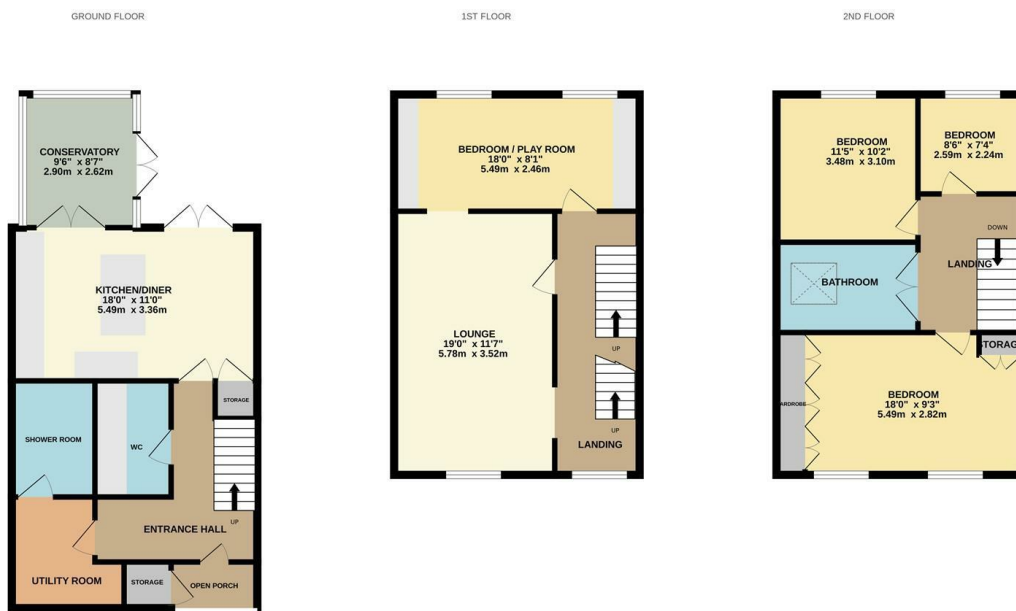 GROUND FLOOR
CONSERVATORY
9'6" x 8'7"
2.90m x 2.62m
KITCHEN/DINER
18'0" x 11'0"
5.49m x 3.36m
STORAGE
SHOWER ROOM
WC
UP
ENTRANCE HALL
UTILITY ROOM
STORAGE
OPEN PORCH
1ST FLOOR
BEDROOM / PLAY ROOM
18'0" x 8'1"
5.49m x 2.46m
LOUNGE
19'0" x 11'7"
5.78m x 3.52m
UP
UP
LANDING
2ND FLOOR
BEDROOM
11'5" x 10'2"
3.48m x 3.10m
BEDROOM
8'6" x 7'4"
2.59m x 2.24m
DOWN
LANDING
BATHROOM
STORAG
ARDROBE
BEDROOM
18'0" x 9'3"
5.49m x 2.82m